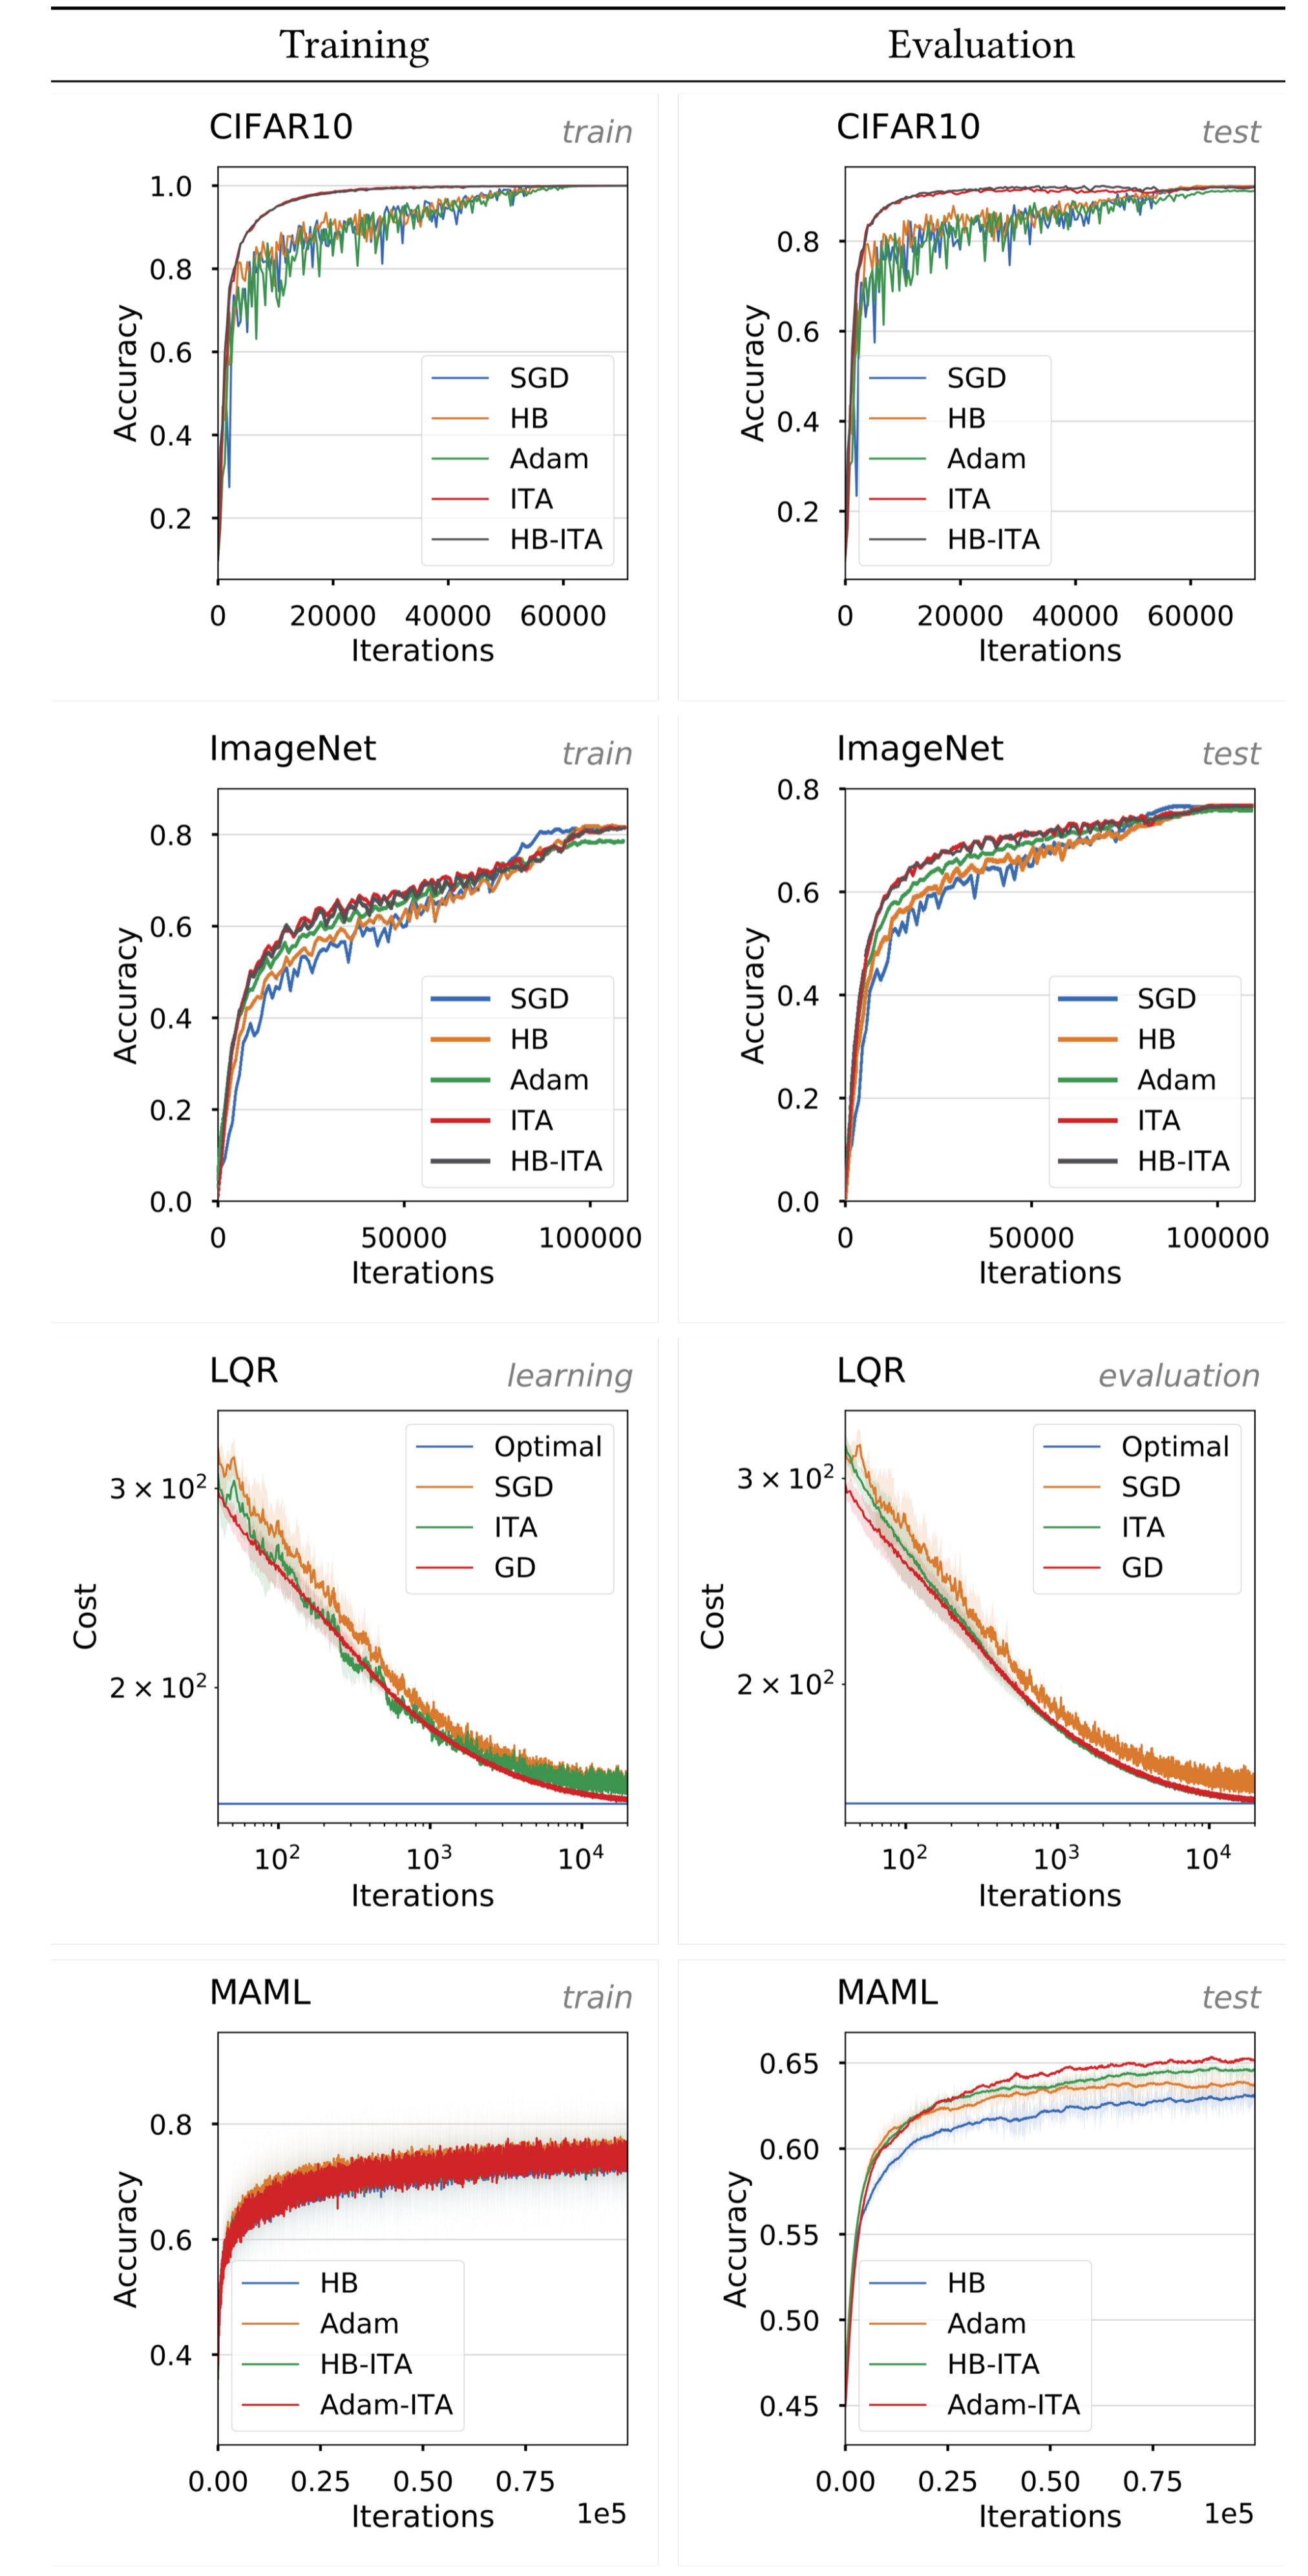 Training Evaluation
CIFAR10 train
1.0
0.8
0.6
0.4
0.2
Accuracy
SGD
HB
Adam
ITA
HB-ITA
0 20000 40000 60000
Iterations
CIFAR10 test
0.8
0.6
0.4
0.2
Accuracy
SGD
HB
Adam
ITA
HB-ITA
0 20000 40000 60000
Iterations
ImageNet train
0.8
0.6
0.4
0.2
0.0
Accuracy
SGD
HB
Adam
ITA
HB-ITA
0 50000 100000
Iterations
ImageNet test
0.8
0.6
0.4
0.2
0.0
Accuracy
SGD
HB
Adam
ITA
HB-ITA
0 50000 100000
Iterations
LQR learning
3 × 10²
2 × 10²
Cost
Optimal
SGD
ITA
GD
10² 10³ 10⁴
Iterations
LQR evaluation
3 × 10²
2 × 10²
Cost
Optimal
SGD
ITA
GD
10² 10³ 10⁴
Iterations
MAML train
0.8
0.6
0.4
Accuracy
HB
Adam
HB-ITA
Adam-ITA
0.00 0.25 0.50 0.75
Iterations 1e5
MAML test
0.65
0.60
0.55
0.50
0.45
Accuracy
HB
Adam
HB-ITA
Adam-ITA
0.00 0.25 0.50 0.75
Iterations 1e5